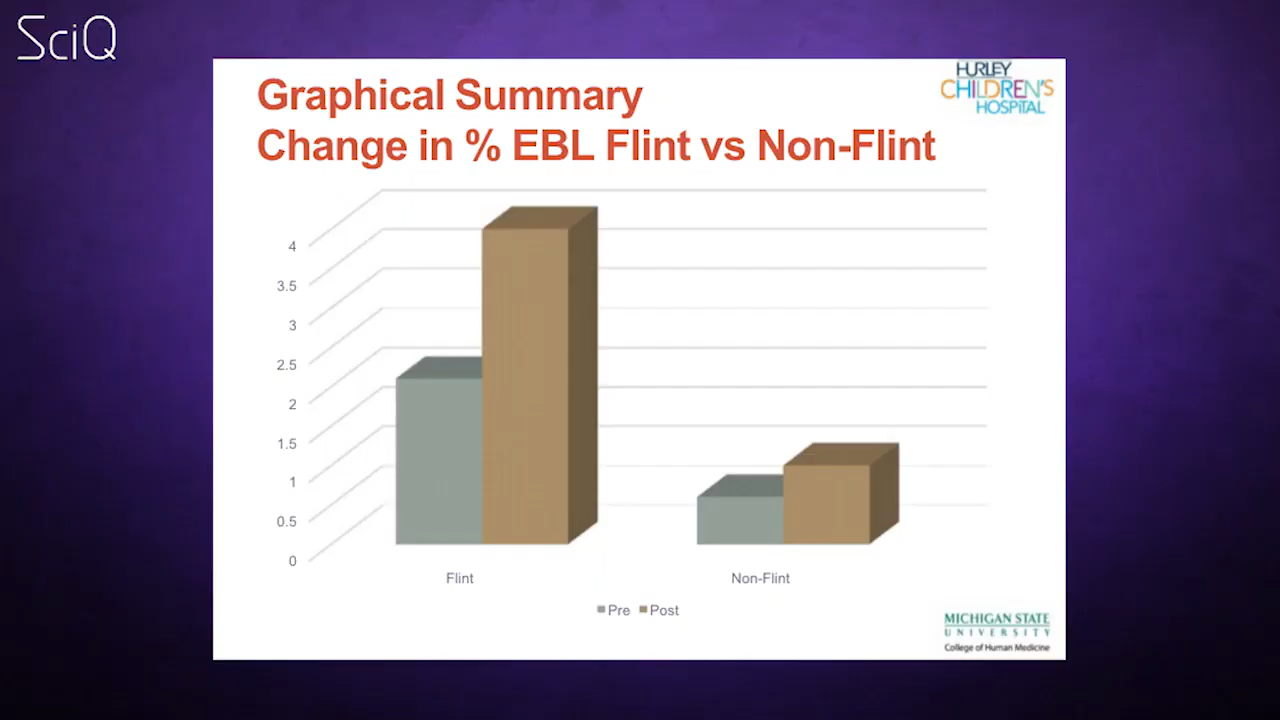 SciQ
HURLEY
CHILDREN'S
HOSPITAL
Graphical Summary
Change in % EBL Flint vs Non-Flint
4
3.5
3
2.5
2
1.5
1
0.5
0
Flint
Non-Flint
Pre
Post
MICHIGAN STATE
UNIVERSITY
College of Human Medicine